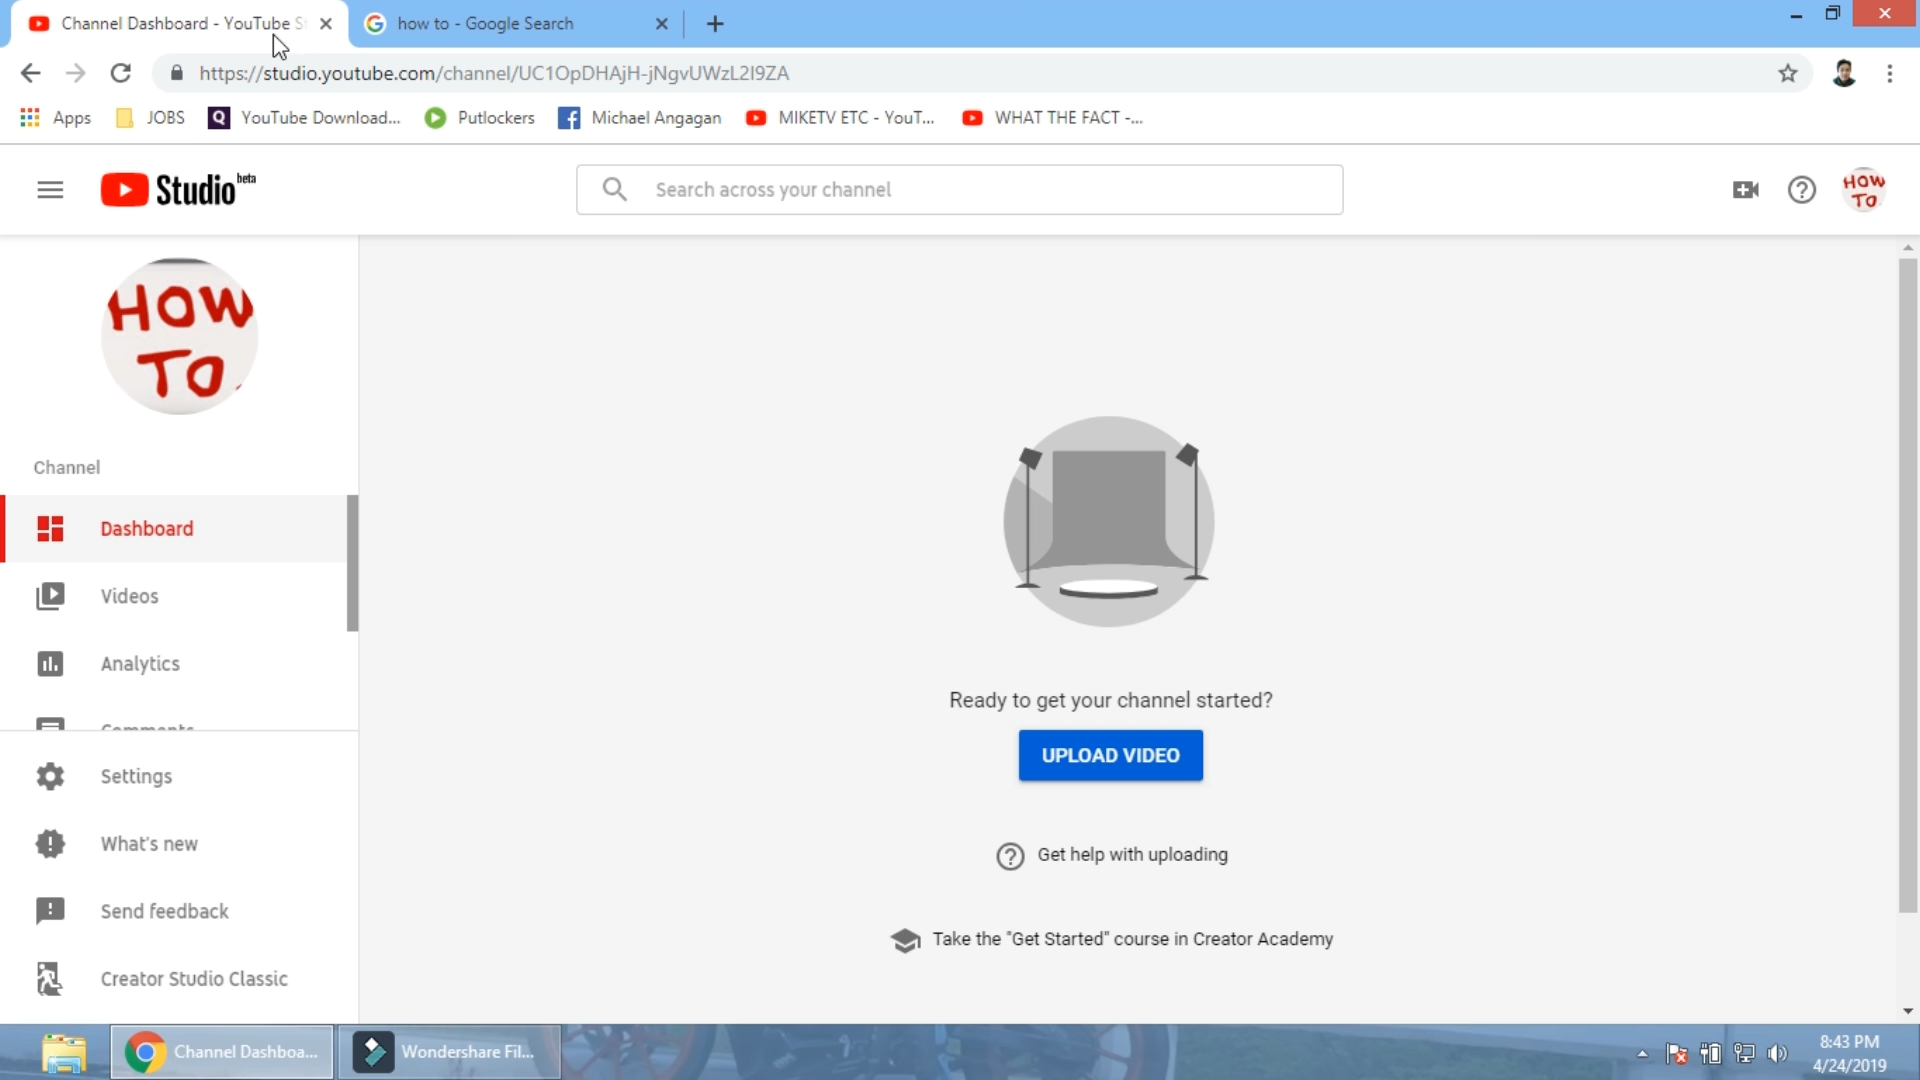 Channel Dashboard - YouTube S
how to - Google Search
https://studio.youtube.com/channel/UC1OpDHAjH-jNgvUWzL2I9ZA
Apps
JOBS
YouTube Download...
Putlockers
Michael Angagan
MIKETV ETC - YouT...
WHAT THE FACT -...
Studio beta
Search across your channel
HOW
TO
HOW
TO
Channel
Dashboard
Videos
Analytics
Comments
Settings
What's new
Send feedback
Creator Studio Classic
Ready to get your channel started?
UPLOAD VIDEO
Get help with uploading
Take the "Get Started" course in Creator Academy
Channel Dashboa...
Wondershare Fil...
8:43 PM
4/24/2019